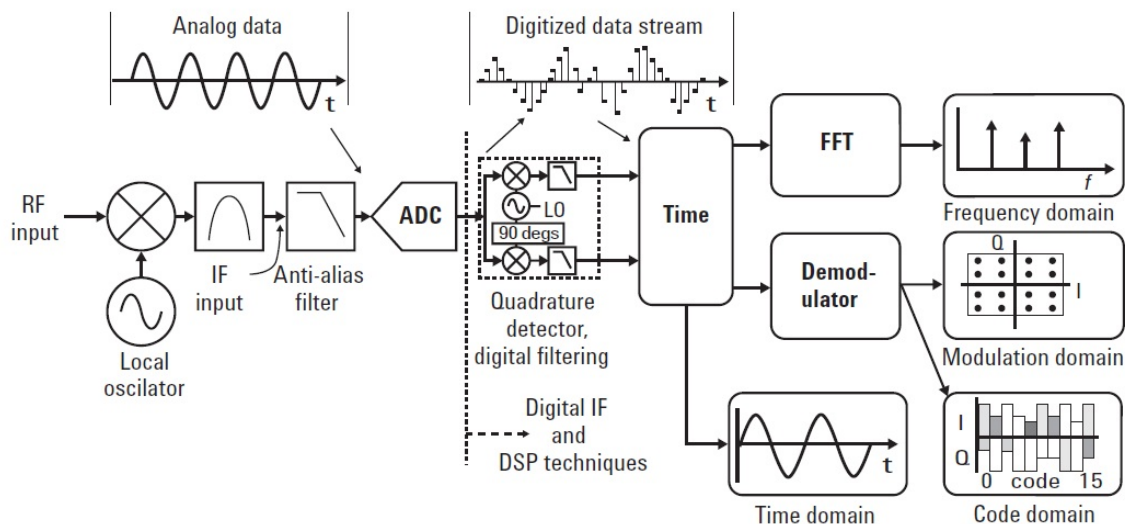 Analog data
Digitized data stream
t
t
FFT
f
Frequency domain
RF
input
ADC
LO
90 degs
Time
IF
input
Anti-alias
filter
Quadrature
detector,
digital filtering
Demod-
ulator
Q
I
Modulation domain
Local
oscilator
Digital IF
and
DSP techniques
t
Time domain
I
Q
0 code 15
Code domain